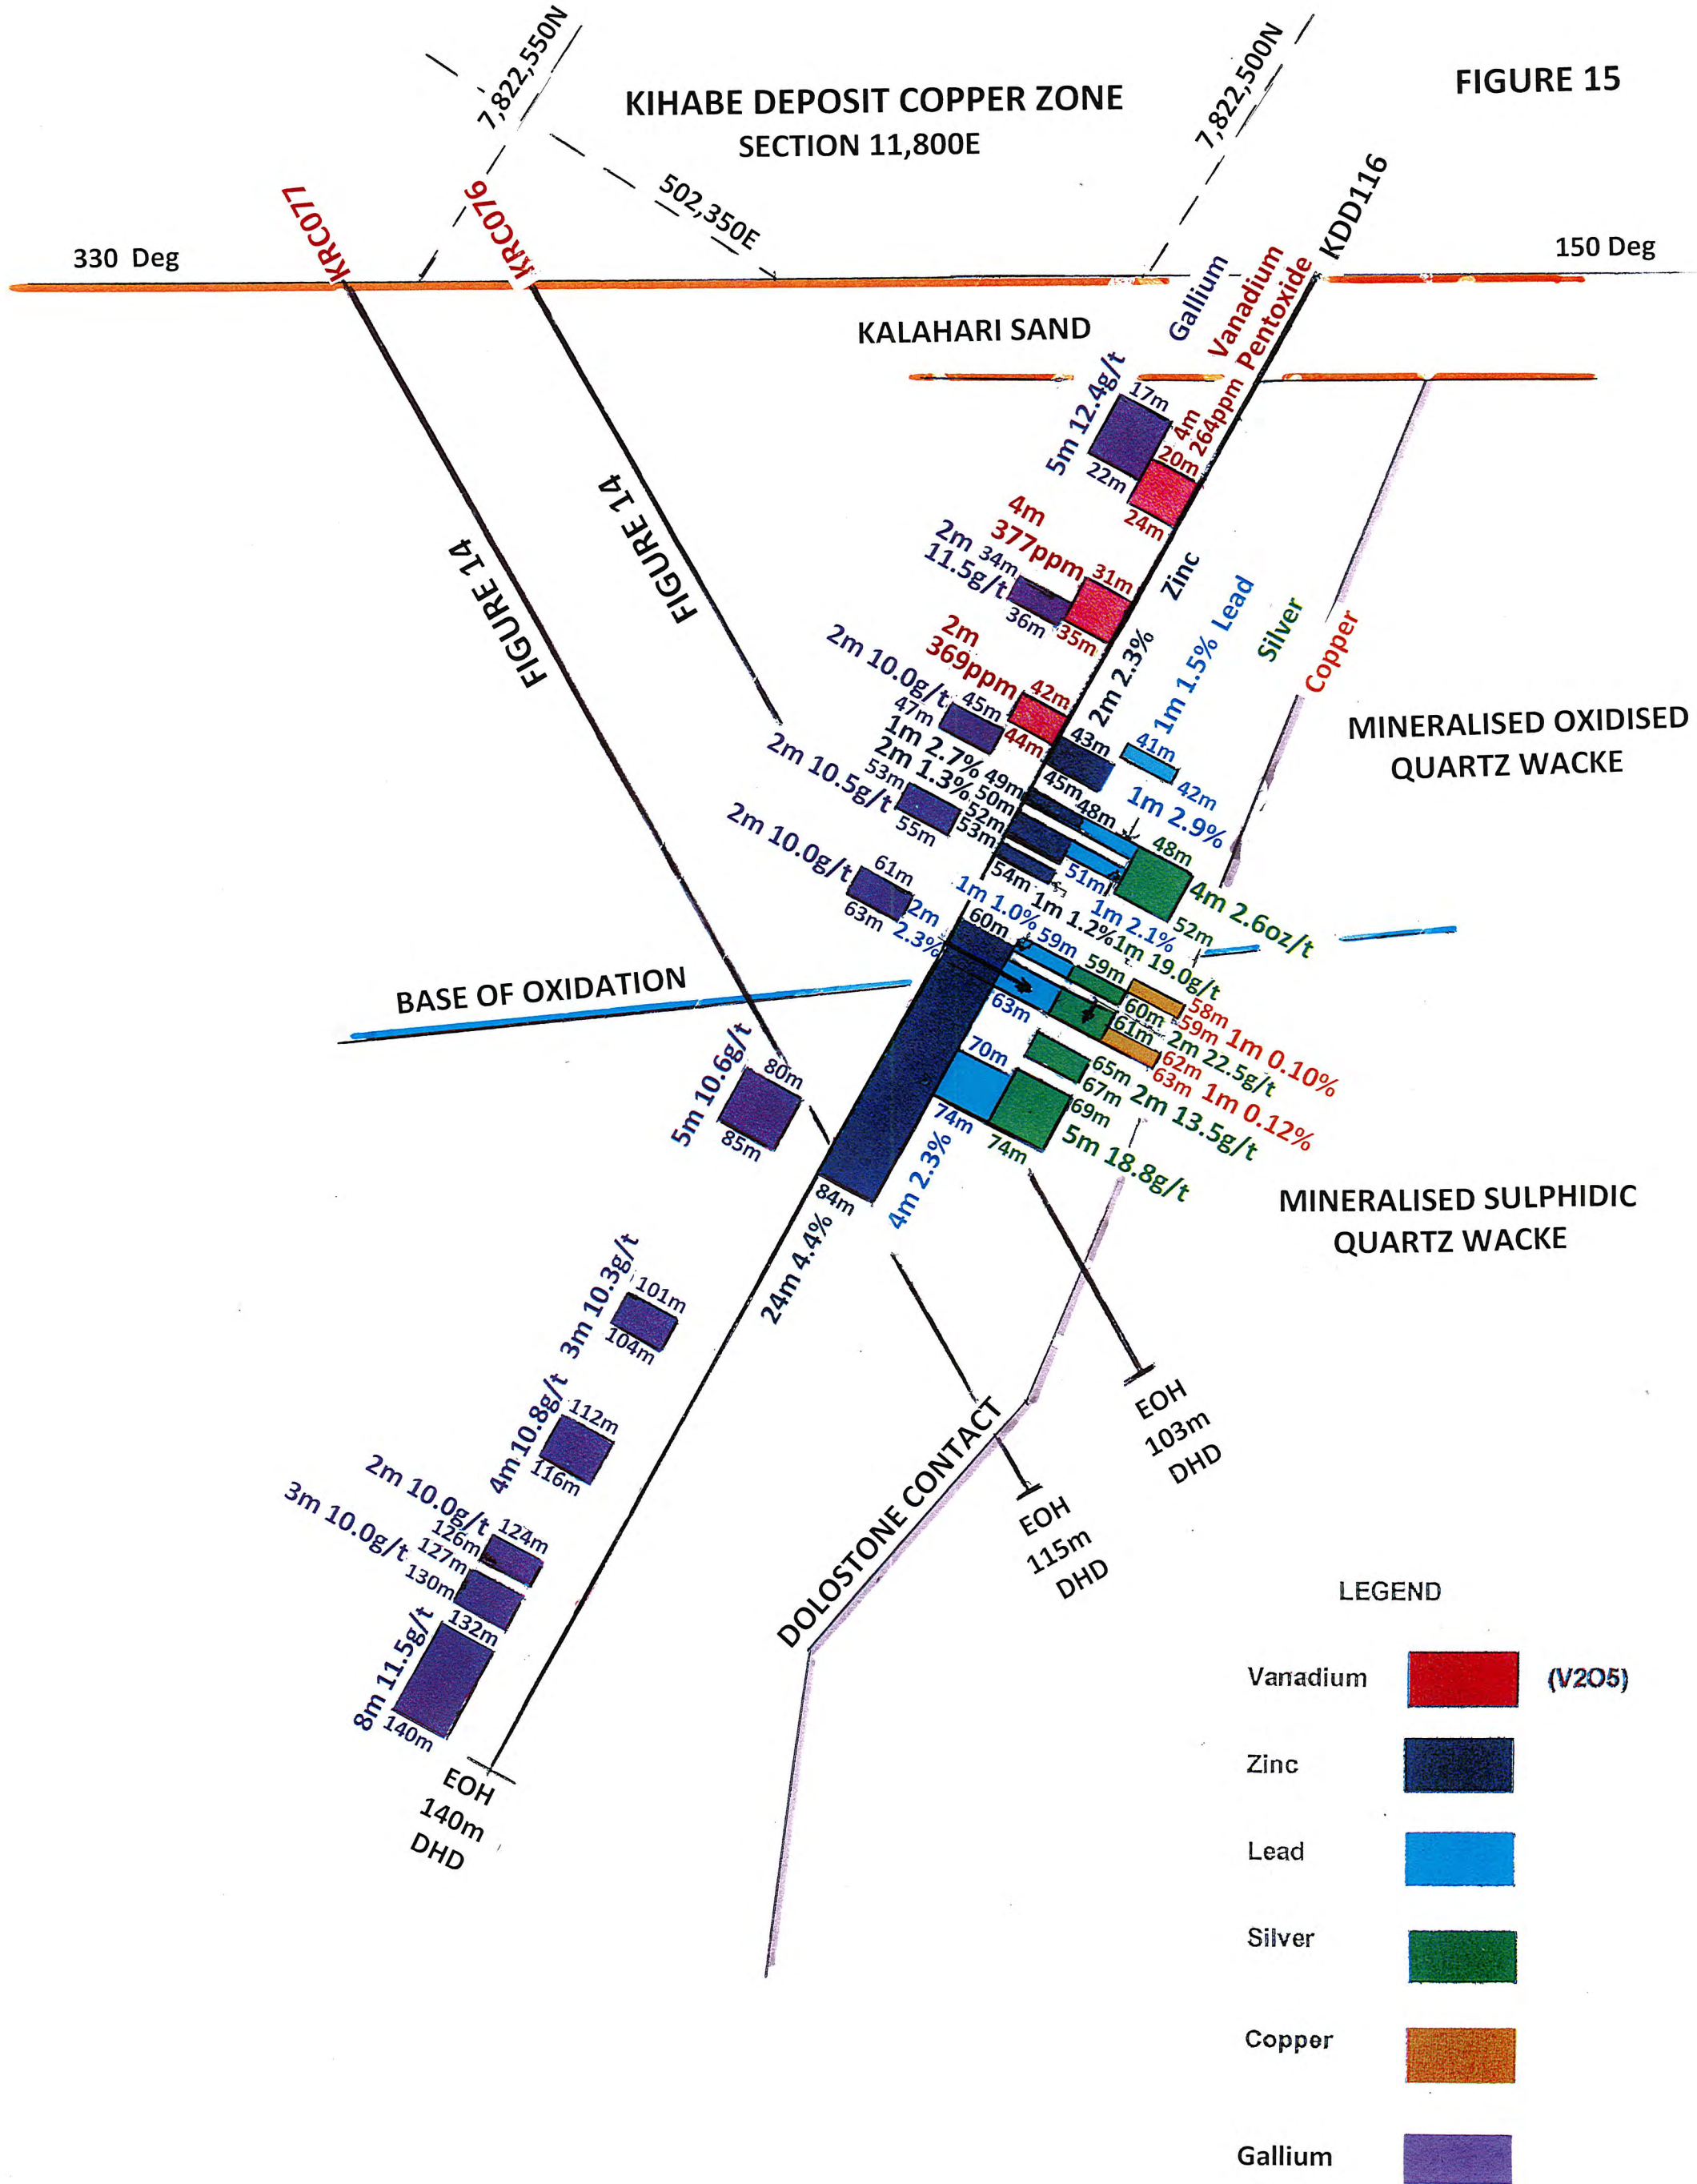 FIGURE 15
KIHABE DEPOSIT COPPER ZONE
SECTION 11,800E
7,822,550N
7,822,500N
502,350E
330 Deg
150 Deg
KRC077
KRC076
KDD116
KALAHARI SAND
Gallium
Vanadium
Pentoxide
5m 12.4g/t
17m
22m
4m
264ppm
20m
24m
FIGURE 14
FIGURE 14
4m
377ppm
31m
35m
2m
11.5g/t
34m
36m
Zinc
Lead
Silver
Copper
2m
369ppm
42m
44m
2m 10.0g/t
45m
47m
2m 2.3%
43m
45m
1m 1.5%
41m
42m
MINERALISED OXIDISED
QUARTZ WACKE
1m 2.7%
49m
2m 1.3%
50m
52m
53m
54m
2m 10.5g/t
53m
55m
48m
1m 2.9%
48m
52m
4m 2.6oz/t
51m
1m 2.1%
1m 1.2%
2m 10.0g/t
61m
63m
2m
2.3%
1m 1.0%
60m
59m
59m
60m
1m 19.0g/t
58m
59m
1m 0.10%
63m
61m
2m 22.5g/t
62m
63m
1m 0.12%
BASE OF OXIDATION
65m
67m
2m 13.5g/t
70m
74m
4m 2.3%
69m
74m
5m 18.8g/t
5m 10.6g/t
80m
85m
84m
24m 4.4%
MINERALISED SULPHIDIC
QUARTZ WACKE
3m 10.3g/t
101m
104m
4m 10.8g/t
112m
116m
2m 10.0g/t
124m
126m
3m 10.0g/t
127m
130m
8m 11.5g/t
132m
140m
EOH
140m
DHD
EOH
103m
DHD
EOH
115m
DHD
DOLOSTONE CONTACT
LEGEND
Vanadium
(V2O5)
Zinc
Lead
Silver
Copper
Gallium